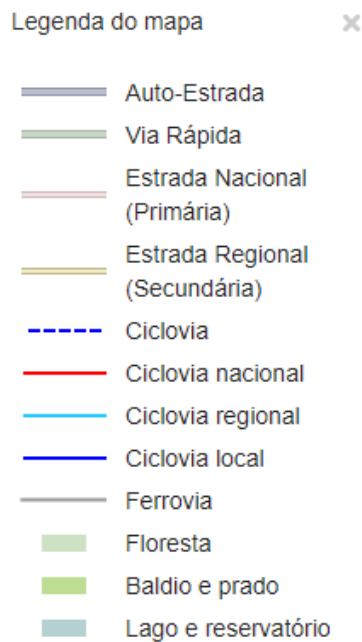 Legenda do mapa
Auto-Estrada
Via Rápida
Estrada Nacional
(Primária)
Estrada Regional
(Secundária)
Ciclovia
Ciclovia nacional
Ciclovia regional
Ciclovia local
Ferrovia
Floresta
Baldio e prado
Lago e reservatório